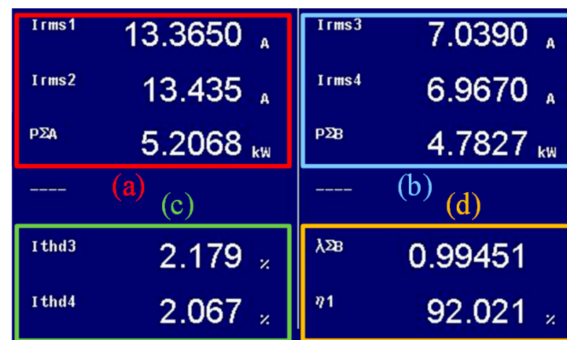 Irms1 13.3650 A
Irms2 13.435 A
PΣA 5.2068 kW
----
(a)
Irms3 7.0390 A
Irms4 6.9670 A
PΣB 4.7827 kW
----
(b)
(c)
Ithd3 2.179 %
Ithd4 2.067 %
(d)
λΣB 0.99451
η1 92.021 %